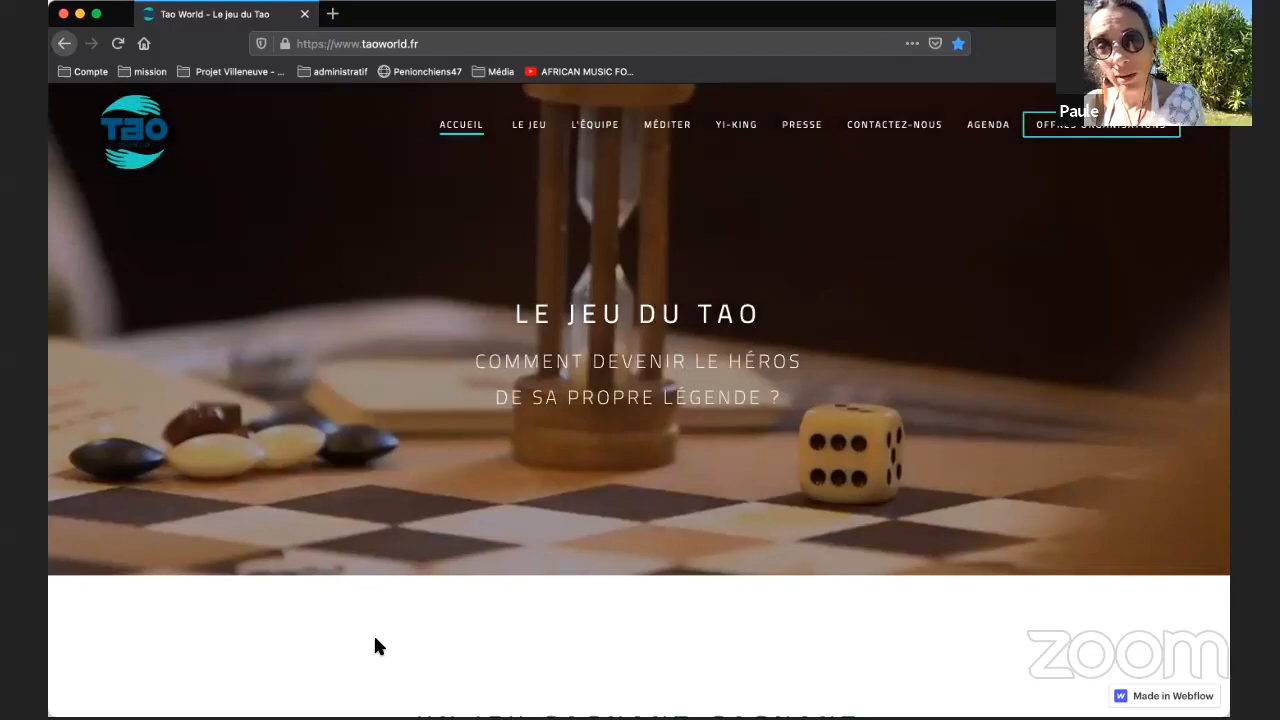 Tao World - Le jeu du Tao
https://www.taoworld.fr
Compte
mission
Projet Villeneuve - ...
administratif
Penionchiens47
Média
AFRICAN MUSIC FO...
Paule
TAO
ACCUEIL
LE JEU
L'ÉQUIPE
MÉDITER
YI-KING
PRESSE
CONTACTEZ-NOUS
AGENDA
OFFRES ORGANISATIONS
LE JEU DU TAO
COMMENT DEVENIR LE HÉROS
DE SA PROPRE LÉGENDE ?
zoom
Made in Webflow